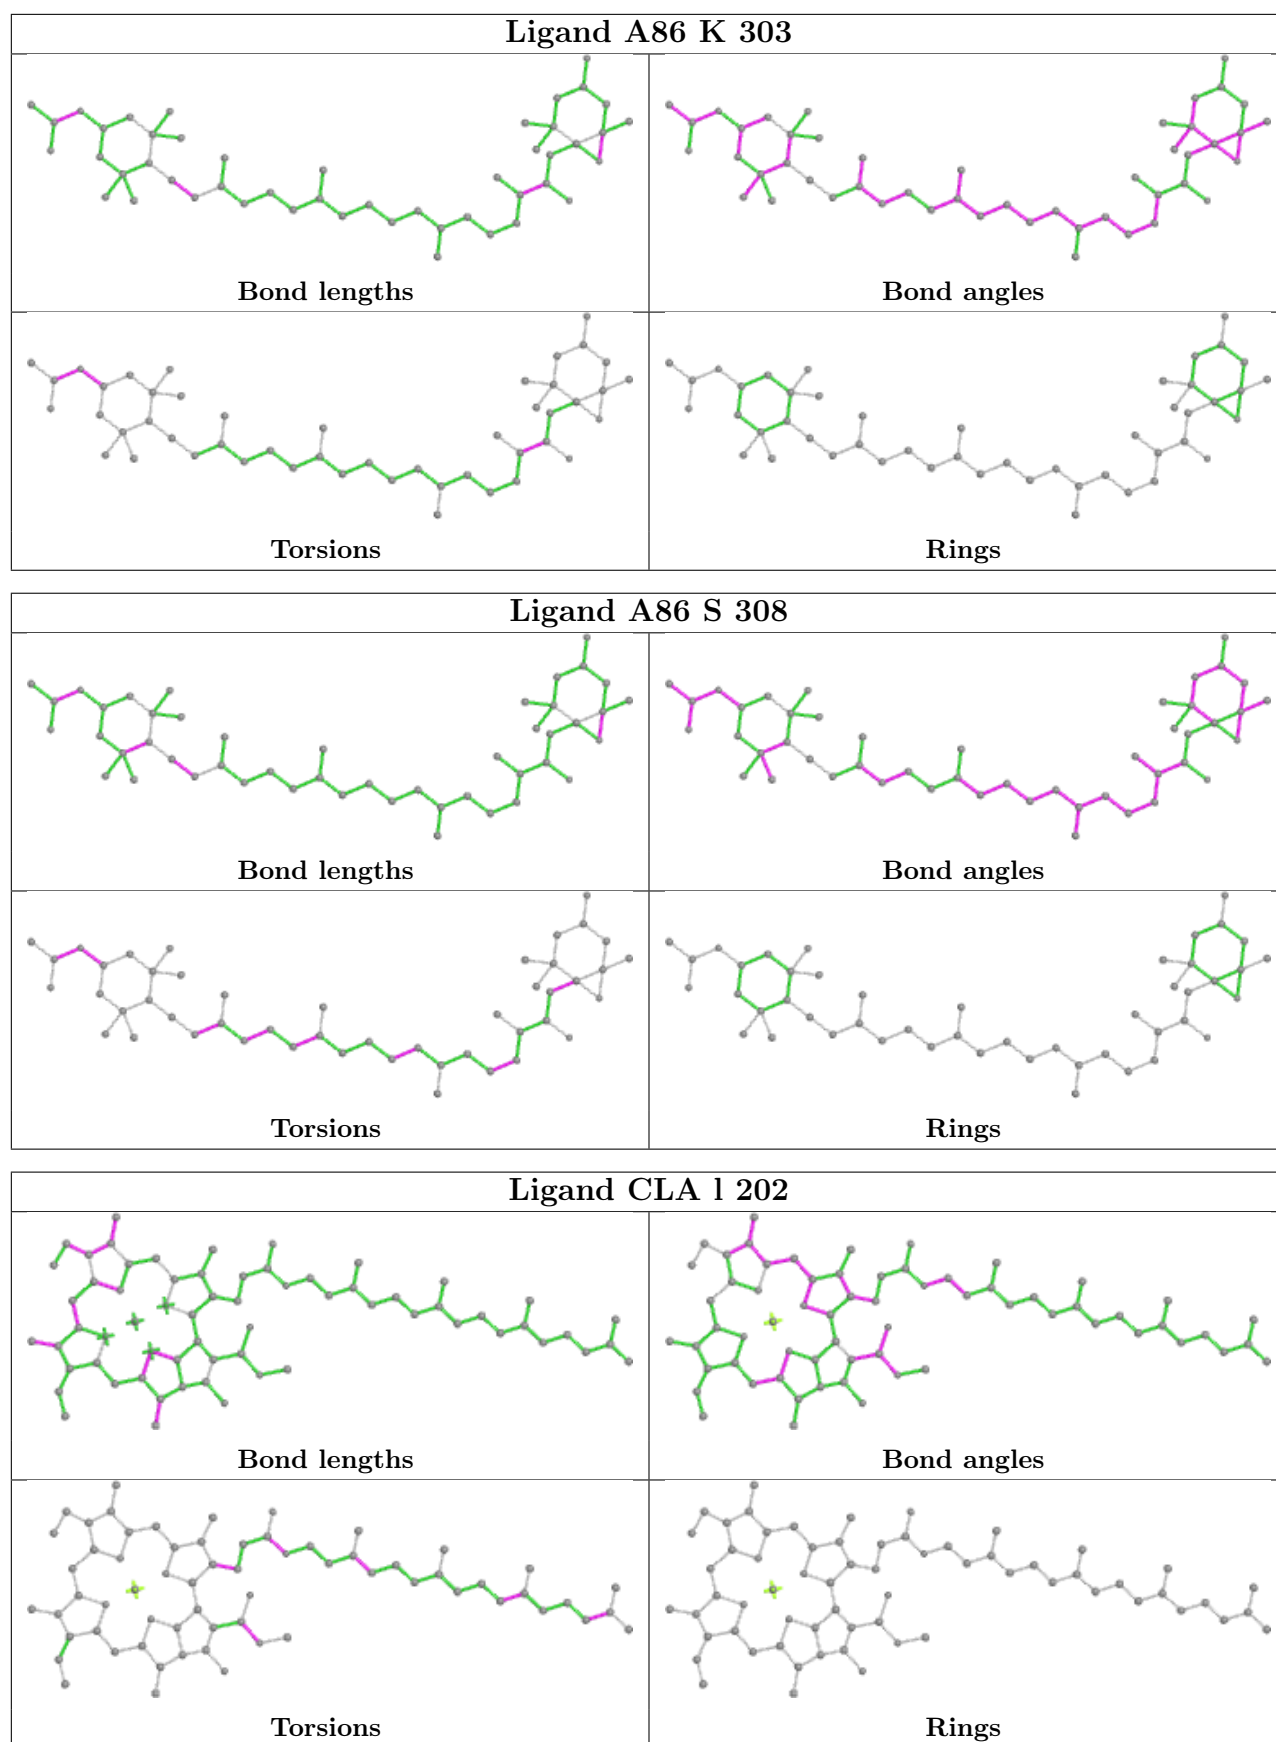 Ligand A86 K 303
Bond lengths
Bond angles
Torsions
Rings
Ligand A86 S 308
Bond lengths
Bond angles
Torsions
Rings
Ligand CLA l 202
Bond lengths
Bond angles
Torsions
Rings